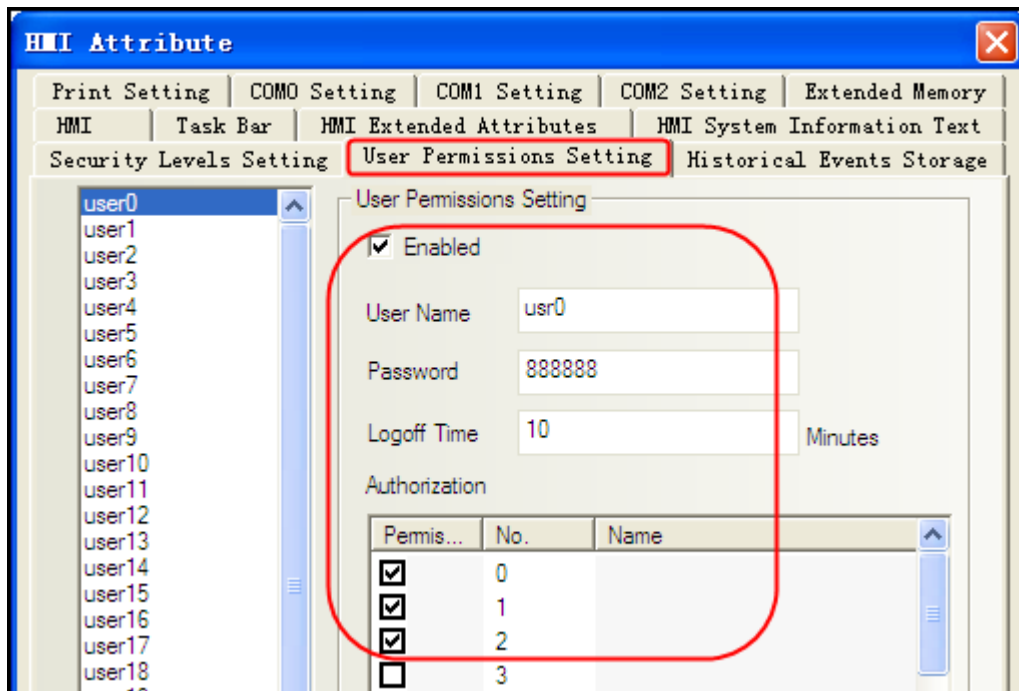 HMI Attribute
Print Setting COM0 Setting COM1 Setting COM2 Setting Extended Memory
HMI Task Bar HMI Extended Attributes HMI System Information Text
Security Levels Setting User Permissions Setting Historical Events Storage
user0
user1
user2
user3
user4
user5
user6
user7
user8
user9
user10
user11
user12
user13
user14
user15
user16
user17
user18
User Permissions Setting
Enabled
User Name usr0
Password 888888
Logoff Time 10 Minutes
Authorization
Permis... No. Name
0
1
2
3